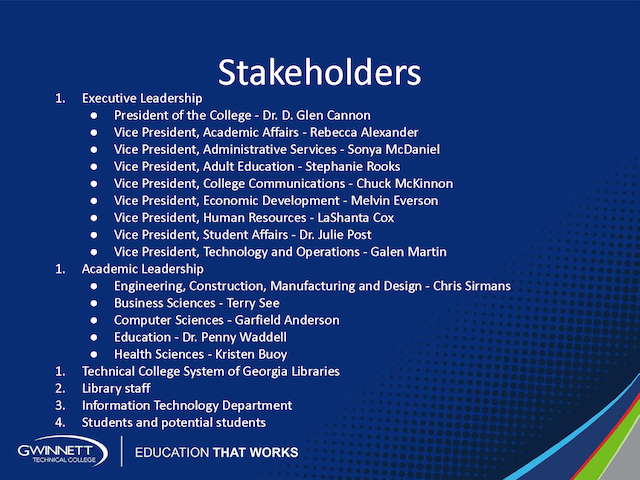 Stakeholders
1. Executive Leadership
● President of the College - Dr. D. Glen Cannon
● Vice President, Academic Affairs - Rebecca Alexander
● Vice President, Administrative Services - Sonya McDaniel
● Vice President, Adult Education - Stephanie Rooks
● Vice President, College Communications - Chuck McKinnon
● Vice President, Economic Development - Melvin Everson
● Vice President, Human Resources - LaShanta Cox
● Vice President, Student Affairs - Dr. Julie Post
● Vice President, Technology and Operations - Galen Martin
1. Academic Leadership
● Engineering, Construction, Manufacturing and Design - Chris Sirmans
● Business Sciences - Terry See
● Computer Sciences - Garfield Anderson
● Education - Dr. Penny Waddell
● Health Sciences - Kristen Buoy
1. Technical College System of Georgia Libraries
2. Library staff
3. Information Technology Department
4. Students and potential students
GWINNETT
TECHNICAL COLLEGE
EDUCATION THAT WORKS